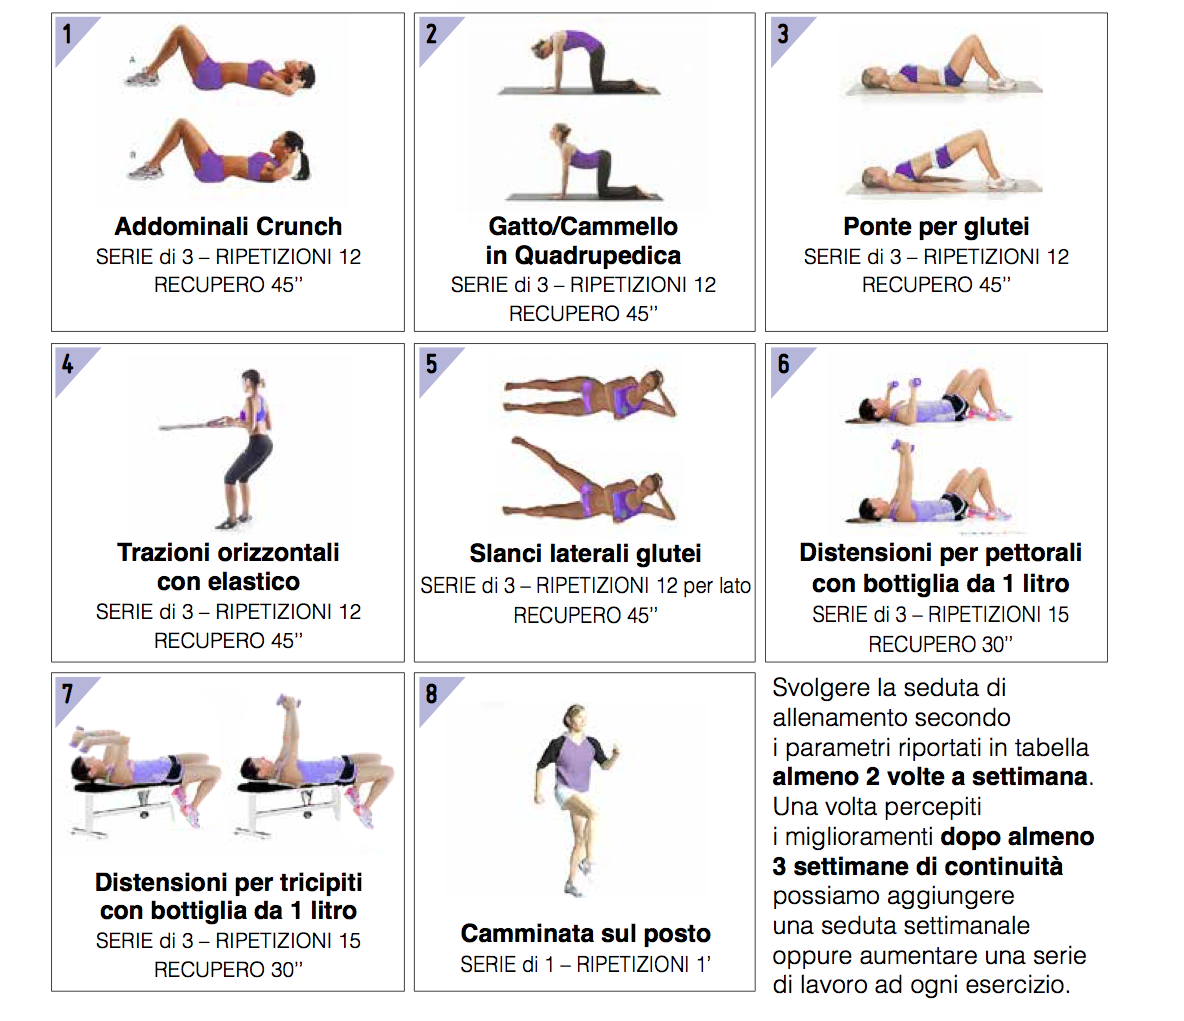 1
A
B
Addominali Crunch
SERIE di 3 – RIPETIZIONI 12
RECUPERO 45’’
2
Gatto/Cammello
in Quadrupedica
SERIE di 3 – RIPETIZIONI 12
RECUPERO 45’’
3
Ponte per glutei
SERIE di 3 – RIPETIZIONI 12
RECUPERO 45’’
4
Trazioni orizzontali
con elastico
SERIE di 3 – RIPETIZIONI 12
RECUPERO 45’’
5
Slanci laterali glutei
SERIE di 3 – RIPETIZIONI 12 per lato
RECUPERO 45’’
6
Distensioni per pettorali
con bottiglia da 1 litro
SERIE di 3 – RIPETIZIONI 15
RECUPERO 30’’
7
Distensioni per tricipiti
con bottiglia da 1 litro
SERIE di 3 – RIPETIZIONI 15
RECUPERO 30’’
8
Camminata sul posto
SERIE di 1 – RIPETIZIONI 1’
Svolgere la seduta di
allenamento secondo
i parametri riportati in tabella
almeno 2 volte a settimana.
Una volta percepiti
i miglioramenti dopo almeno
3 settimane di continuità
possiamo aggiungere
una seduta settimanale
oppure aumentare una serie
di lavoro ad ogni esercizio.